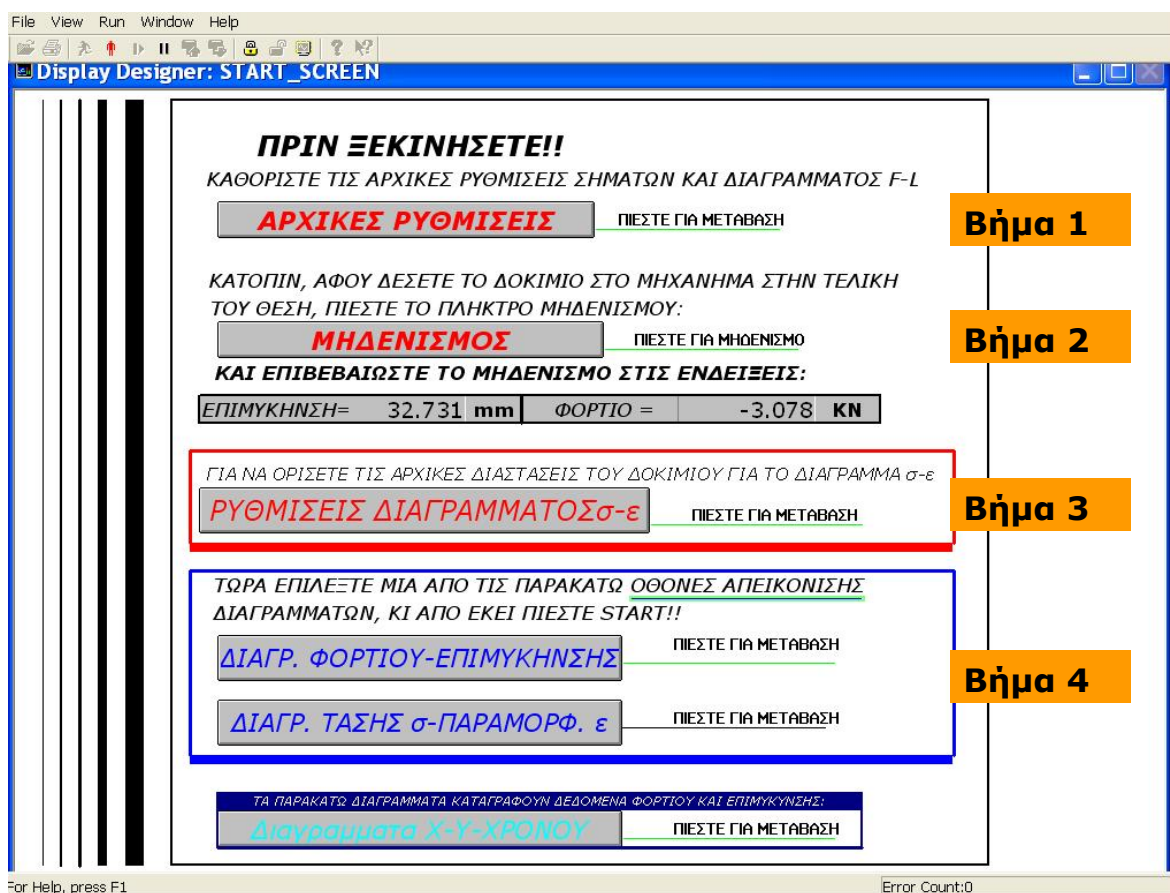 File View Run Window Help
Display Designer: START_SCREEN
ΠΡΙΝ ΞΕΚΙΝΗΣΕΤΕ!!
ΚΑΘΟΡΙΣΤΕ ΤΙΣ ΑΡΧΙΚΕΣ ΡΥΘΜΙΣΕΙΣ ΣΗΜΑΤΩΝ ΚΑΙ ΔΙΑΓΡΑΜΜΑΤΟΣ F-L
ΑΡΧΙΚΕΣ ΡΥΘΜΙΣΕΙΣ ΠΙΕΣΤΕ ΓΙΑ ΜΕΤΑΒΑΣΗ Βήμα 1
ΚΑΤΟΠΙΝ, ΑΦΟΥ ΔΕΣΕΤΕ ΤΟ ΔΟΚΙΜΙΟ ΣΤΟ ΜΗΧΑΝΗΜΑ ΣΤΗΝ ΤΕΛΙΚΗ
ΤΟΥ ΘΕΣΗ, ΠΙΕΣΤΕ ΤΟ ΠΛΗΚΤΡΟ ΜΗΔΕΝΙΣΜΟΥ:
ΜΗΔΕΝΙΣΜΟΣ ΠΙΕΣΤΕ ΓΙΑ ΜΗΔΕΝΙΣΜΟ Βήμα 2
ΚΑΙ ΕΠΙΒΕΒΑΙΩΣΤΕ ΤΟ ΜΗΔΕΝΙΣΜΟ ΣΤΙΣ ΕΝΔΕΙΞΕΙΣ:
ΕΠΙΜΥΚΗΝΣΗ= 32.731 mm ΦΟΡΤΙΟ = -3.078 KN
ΓΙΑ ΝΑ ΟΡΙΣΕΤΕ ΤΙΣ ΑΡΧΙΚΕΣ ΔΙΑΣΤΑΣΕΙΣ ΤΟΥ ΔΟΚΙΜΙΟΥ ΓΙΑ ΤΟ ΔΙΑΓΡΑΜΜΑ σ-ε
ΡΥΘΜΙΣΕΙΣ ΔΙΑΓΡΑΜΜΑΤΟΣσ-ε ΠΙΕΣΤΕ ΓΙΑ ΜΕΤΑΒΑΣΗ Βήμα 3
ΤΩΡΑ ΕΠΙΛΕΞΤΕ ΜΙΑ ΑΠΟ ΤΙΣ ΠΑΡΑΚΑΤΩ ΟΘΟΝΕΣ ΑΠΕΙΚΟΝΙΣΗΣ
ΔΙΑΓΡΑΜΜΑΤΩΝ, ΚΙ ΑΠΟ ΕΚΕΙ ΠΙΕΣΤΕ START!!
ΔΙΑΓΡ. ΦΟΡΤΙΟΥ-ΕΠΙΜΥΚΗΝΣΗΣ ΠΙΕΣΤΕ ΓΙΑ ΜΕΤΑΒΑΣΗ
Βήμα 4
ΔΙΑΓΡ. ΤΑΣΗΣ σ-ΠΑΡΑΜΟΡΦ. ε ΠΙΕΣΤΕ ΓΙΑ ΜΕΤΑΒΑΣΗ
ΤΑ ΠΑΡΑΚΑΤΩ ΔΙΑΓΡΑΜΜΑΤΑ ΚΑΤΑΓΡΑΦΟΥΝ ΔΕΔΟΜΕΝΑ ΦΟΡΤΙΟΥ ΚΑΙ ΕΠΙΜΥΚΥΝΣΗΣ:
Διαγραμματα Χ-Υ-ΧΡΟΝΟΥ ΠΙΕΣΤΕ ΓΙΑ ΜΕΤΑΒΑΣΗ
For Help, press F1 Error Count:0